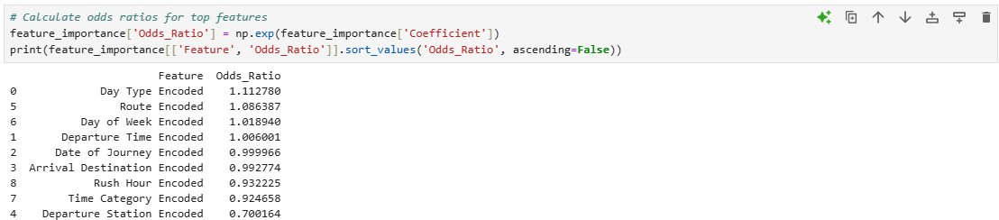 # Calculate odds ratios for top features
feature_importance['Odds_Ratio'] = np.exp(feature_importance['Coefficient'])
print(feature_importance[['Feature', 'Odds_Ratio']].sort_values('Odds_Ratio', ascending=False))
Feature Odds_Ratio
0 Day Type Encoded 1.112780
5 Route Encoded 1.086387
6 Day of Week Encoded 1.018940
1 Departure Time Encoded 1.006001
2 Date of Journey Encoded 0.999966
3 Arrival Destination Encoded 0.992774
8 Rush Hour Encoded 0.932225
7 Time Category Encoded 0.924658
4 Departure Station Encoded 0.700164